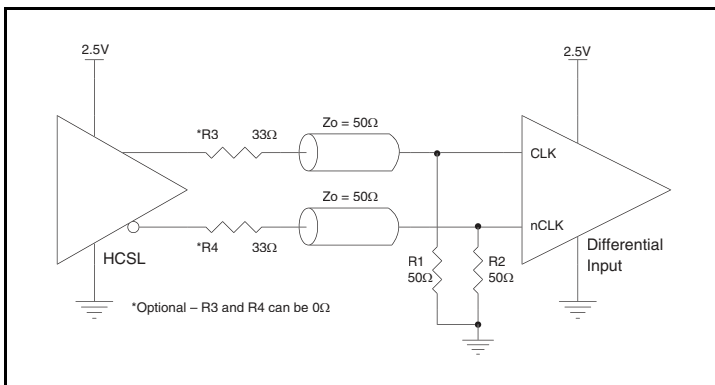 2.5V
2.5V
*R3 33Ω
Zo = 50Ω
CLK
Zo = 50Ω
nCLK
*R4 33Ω
HCSL
Differential
Input
R1
50Ω
R2
50Ω
*Optional – R3 and R4 can be 0Ω